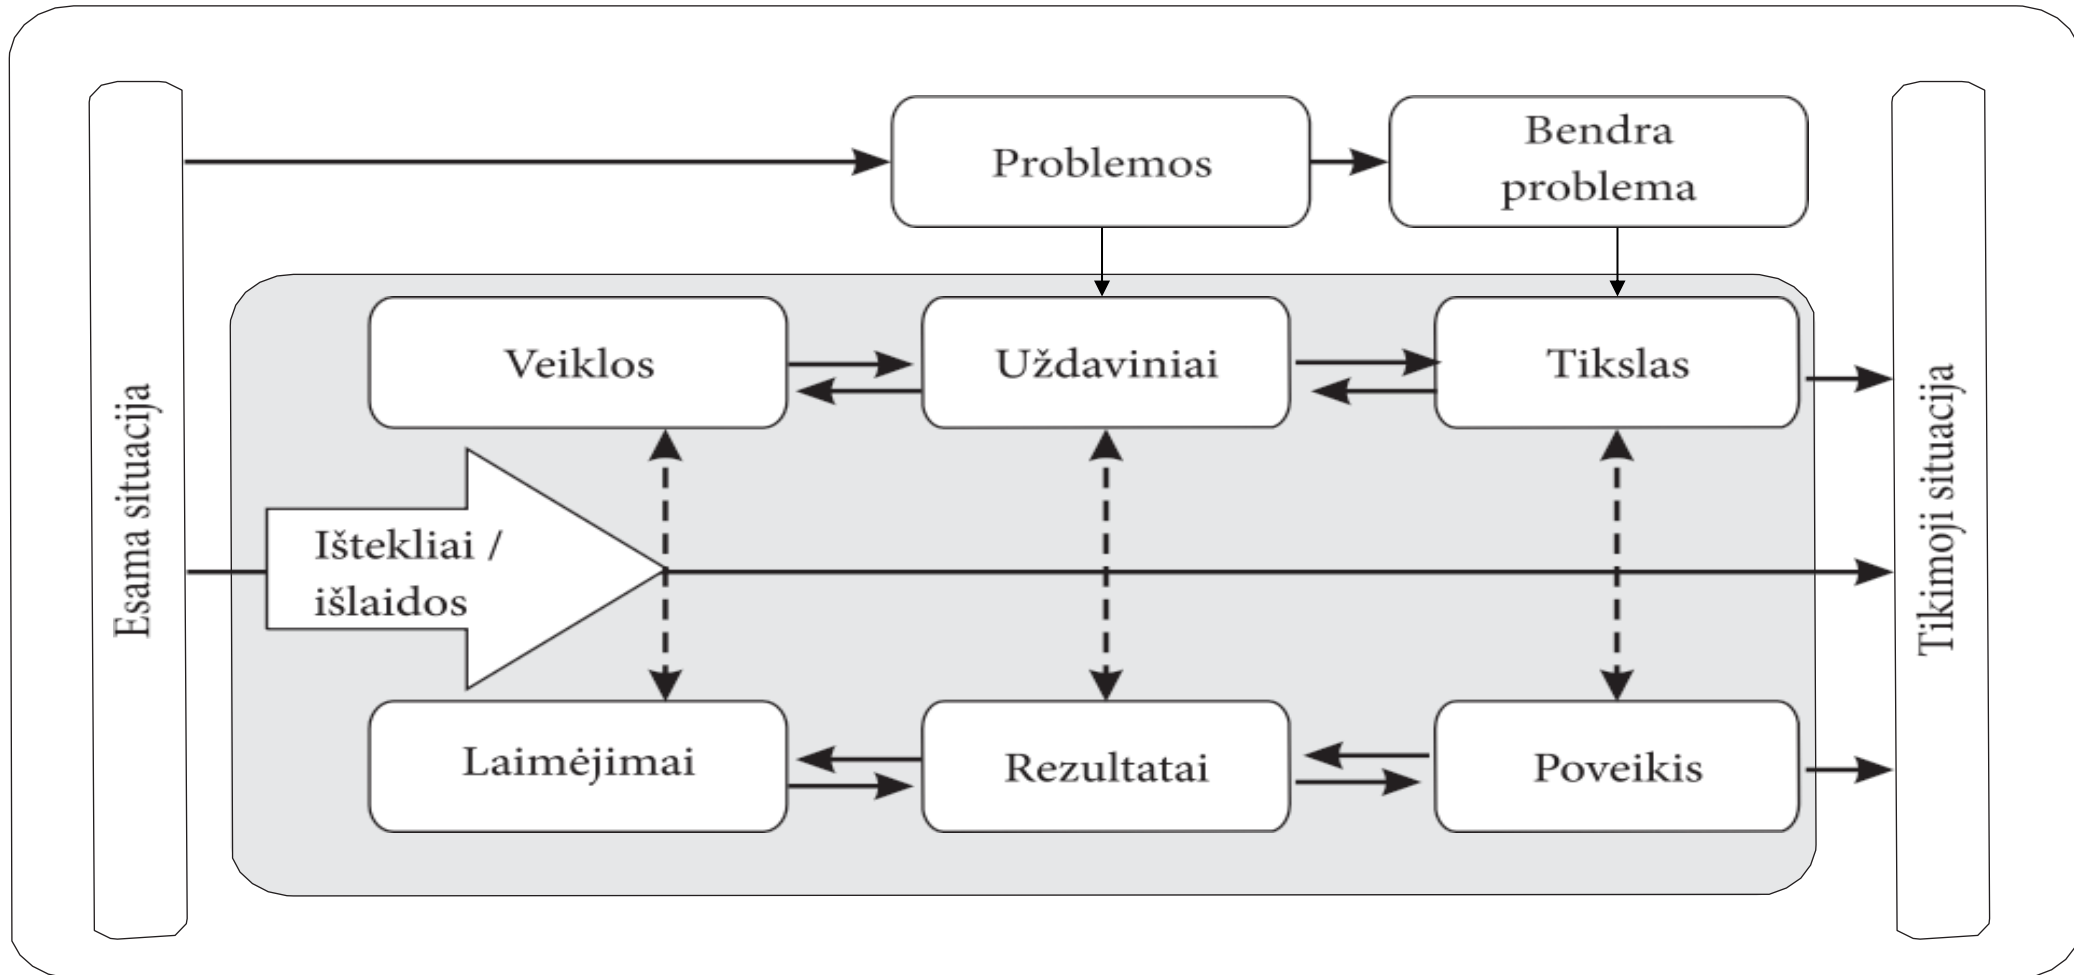 Esama situacija
Problemos
Bendra
problema
Veiklos
Uždaviniai
Tikslas
Ištekliai /
išlaidos
Laimėjimai
Rezultatai
Poveikis
Tikimoji situacija